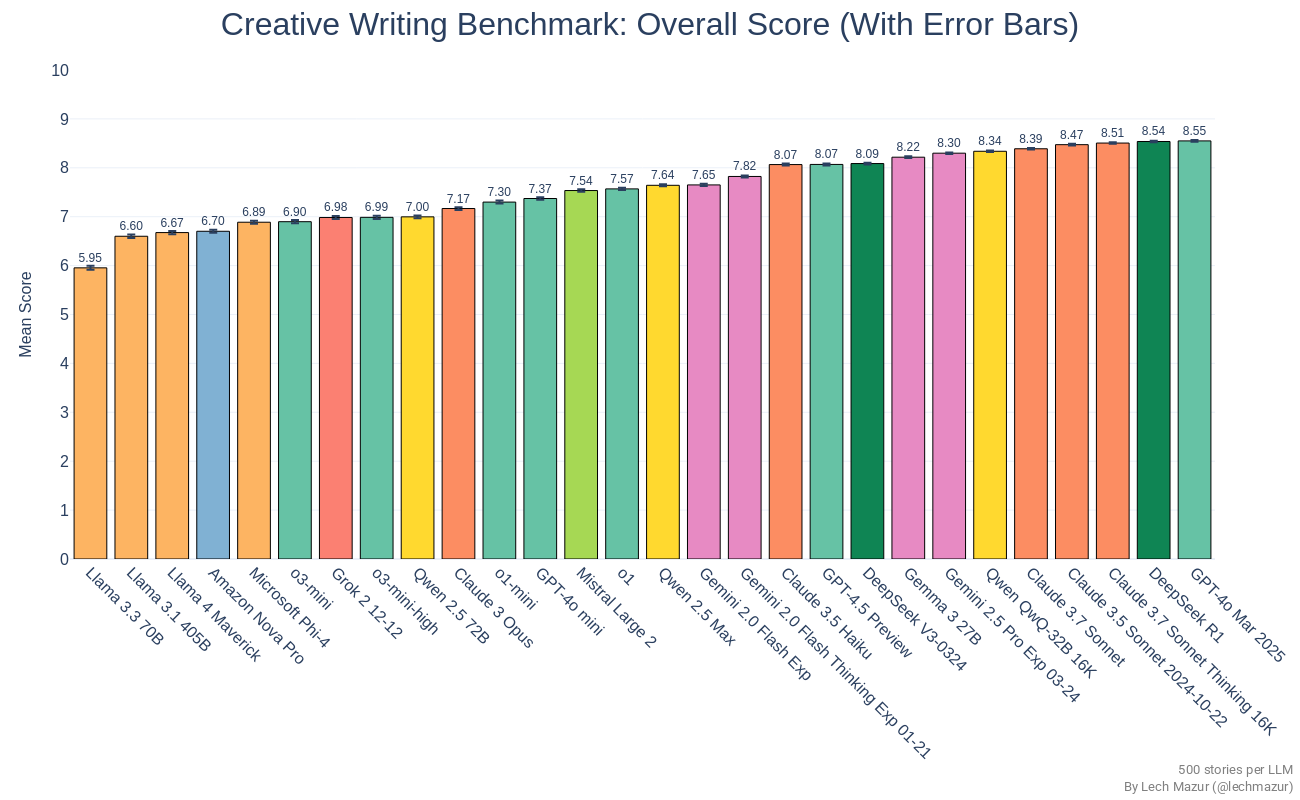 Creative Writing Benchmark: Overall Score (With Error Bars)
Mean Score
10
9
8
7
6
5
4
3
2
1
0
5.95
6.60
6.67
6.70
6.89
6.90
6.98
6.99
7.00
7.17
7.30
7.37
7.54
7.57
7.64
7.65
7.82
8.07
8.07
8.09
8.22
8.30
8.34
8.39
8.47
8.51
8.54
8.55
Llama 3.3 70B
Llama 3.1 405B
Llama 4 Maverick
Amazon Nova Pro
Microsoft Phi-4
o3-mini
Grok 2 12-12
o3-mini-high
Qwen 2.5 72B
Claude 3 Opus
o1-mini
GPT-4o mini
Mistral Large 2
o1
Qwen 2.5 Max
Gemini 2.0 Flash Exp
Gemini 2.0 Flash Thinking Exp 01-21
Claude 3.5 Haiku
GPT-4.5 Preview
DeepSeek V3-0324
Gemma 3 27B
Gemini 2.5 Pro Exp 03-24
Qwen QwQ-32B 16K
Claude 3.7 Sonnet
Claude 3.5 Sonnet 2024-10-22
Claude 3.7 Sonnet Thinking 16K
DeepSeek R1
GPT-4o Mar 2025
500 stories per LLM
By Lech Mazur (@lechmazur)